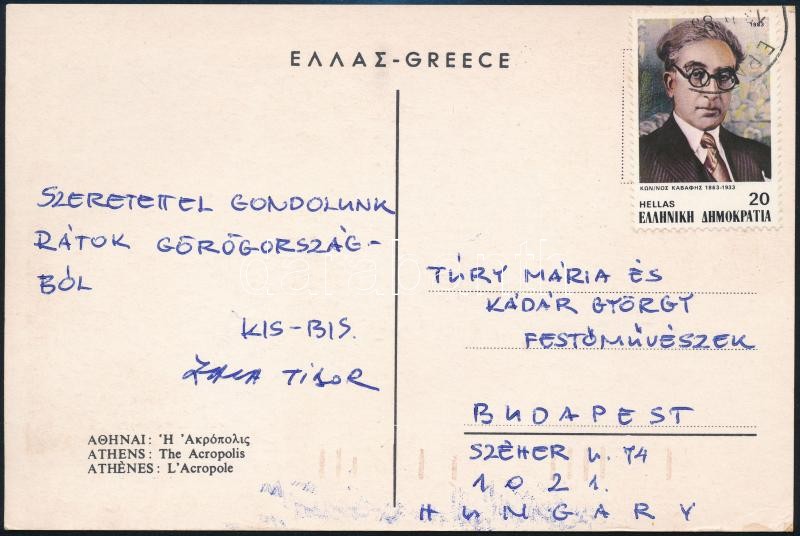 ΕΛΛΑΣ-GREECE
1983
ΚΩΝ/ΝΟΣ ΚΑΒΑΦΗΣ 1863-1933
HELLAS 20
ΕΛΛΗΝΙΚΗ ΔΗΜΟΚΡΑΤΙΑ
SZERETETTEL GONDOLUNK
RÁTOK GÖRÖGORSZÁG-
BÓL
KIS-BIS.
ZALA TIBOR
ΑΘΗΝΑΙ: Ἡ Ἀκρόπολις
ATHENS: The Acropolis
ATHÈNES: L'Acropole
TÚRY MÁRIA ÉS
KÁDÁR GYÖRGY
FESTŐMŰVÉSZEK
BUDAPEST
SZÉHER u. 74
1021.
HUNGARY